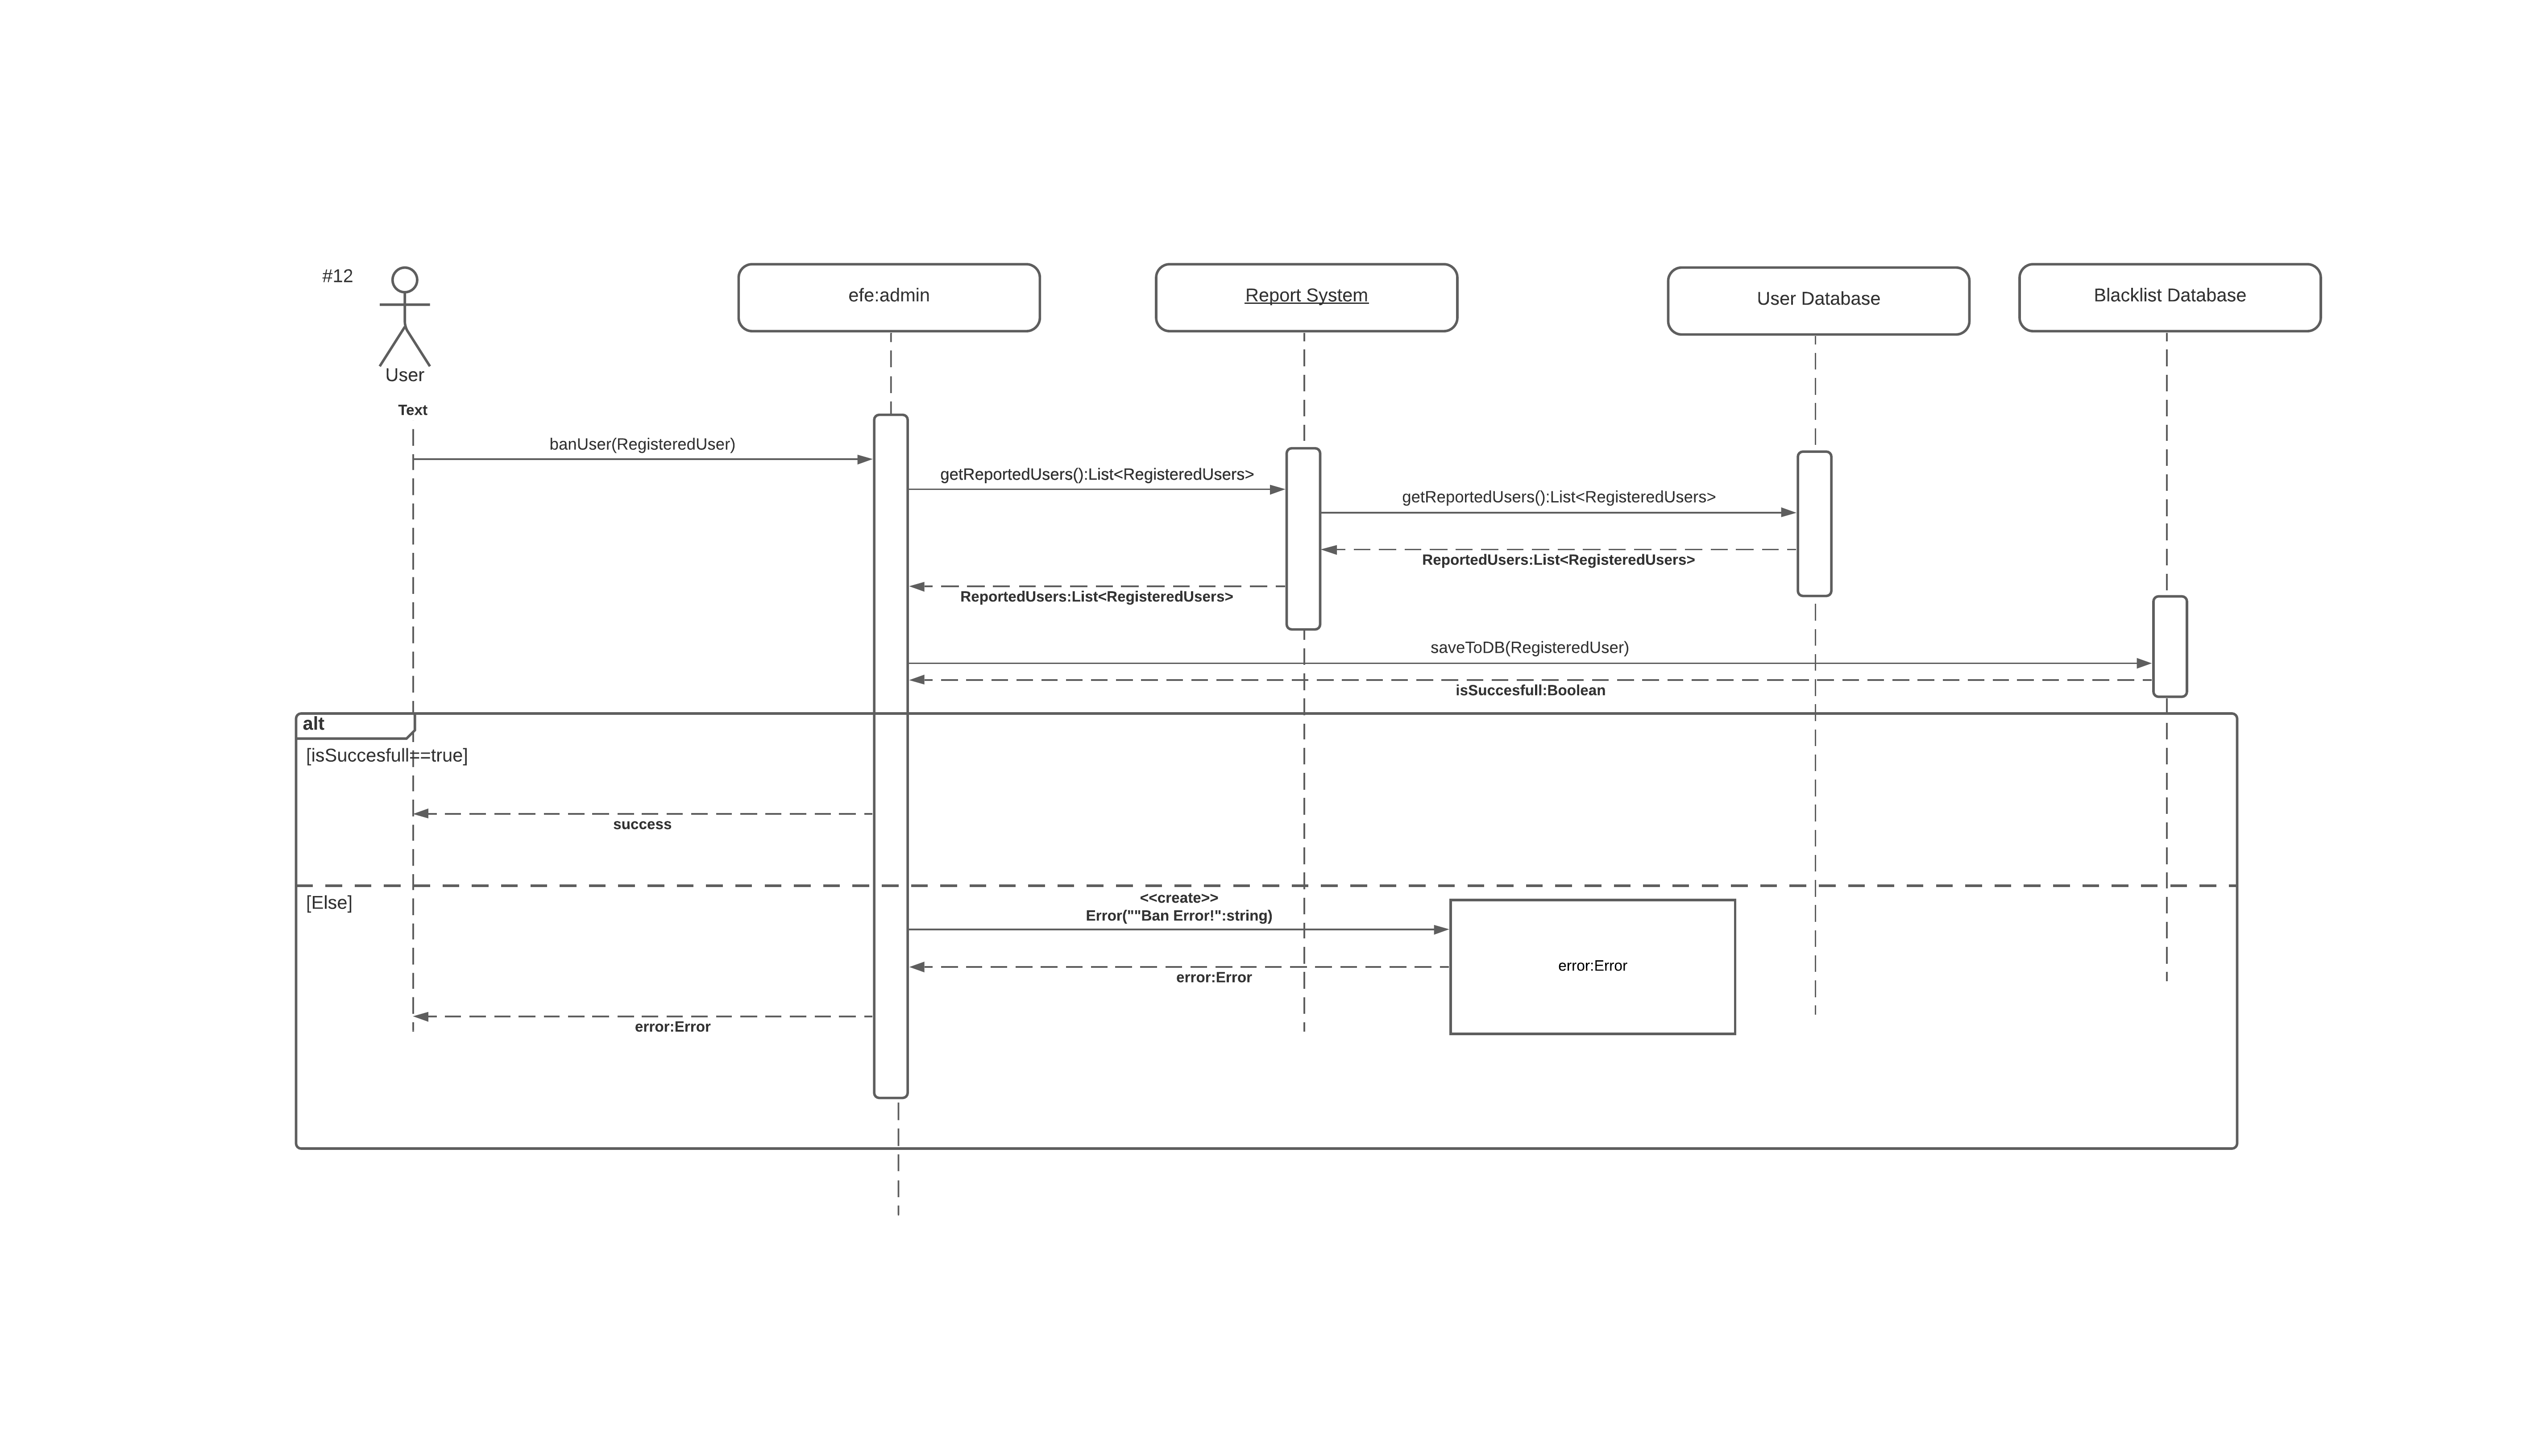 #12
User
Text
efe:admin
Report System
User Database
Blacklist Database
banUser(RegisteredUser)
getReportedUsers():List<RegisteredUsers>
getReportedUsers():List<RegisteredUsers>
ReportedUsers:List<RegisteredUsers>
ReportedUsers:List<RegisteredUsers>
saveToDB(RegisteredUser)
isSuccesfull:Boolean
alt
[isSuccesfull==true]
success
[Else]
<<create>>
Error(""Ban Error!":string)
error:Error
error:Error
error:Error